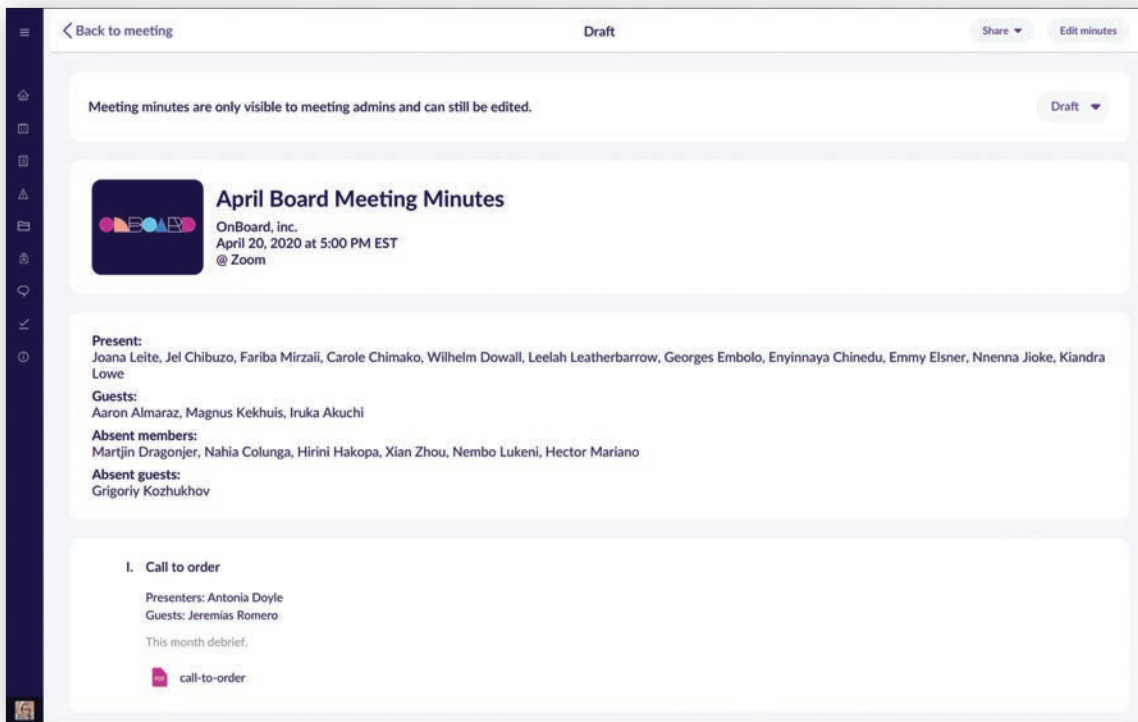 Back to meeting
Draft
Share
Edit minutes
Meeting minutes are only visible to meeting admins and can still be edited.
Draft
ONBOARD
April Board Meeting Minutes
OnBoard, inc.
April 20, 2020 at 5:00 PM EST
@ Zoom
Present:
Joana Leite, Jel Chibuzo, Fariba Mirzaii, Carole Chimako, Wilhelm Dowall, Leelah Leatherbarrow, Georges Embolo, Enyinnaya Chinedu, Emmy Elsner, Nnenna Jioke, Kiandra
Lowe
Guests:
Aaron Almaraz, Magnus Kekhuis, Iruka Akuchi
Absent members:
Martjin Dragonjer, Nahia Colunga, Hirini Hakopa, Xian Zhou, Nembo Lukeni, Hector Mariano
Absent guests:
Grigoriy Kozhukhov
I. Call to order
Presenters: Antonia Doyle
Guests: Jeremías Romero
This month debrief.
PDF call-to-order